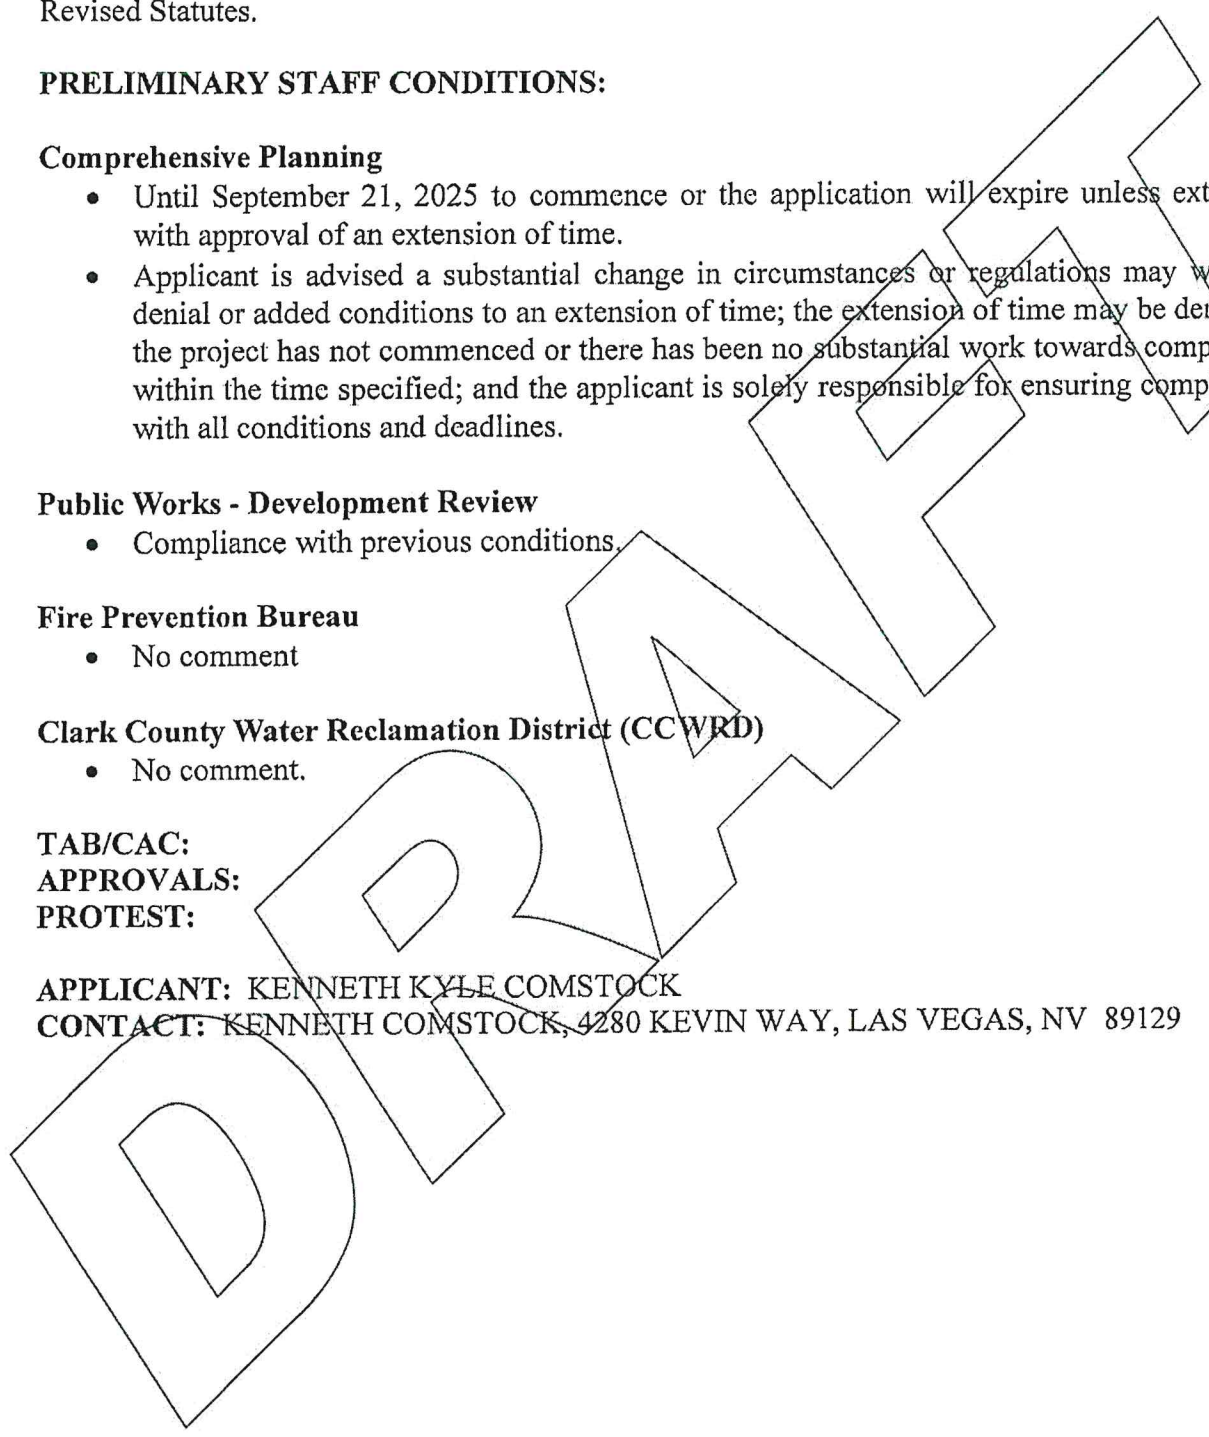 Revised Statutes.
PRELIMINARY STAFF CONDITIONS:
Comprehensive Planning
• Until September 21, 2025 to commence or the application will expire unless
with approval of an extension of time.
• Applicant is advised a substantial change in circumstances or regulations may
denial or added conditions to an extension of time; the extension of time may be
the project has not commenced or there has been no substantial work towards
within the time specified; and the applicant is solely responsible for ensuring
with all conditions and deadlines.
Public Works - Development Review
• Compliance with previous conditions.
Fire Prevention Bureau
• No comment
Clark County Water Reclamation District (CCWRD)
• No comment.
TAB/CAC:
APPROVALS:
PROTEST:
APPLICANT: KENNETH KYLE COMSTOCK
CONTACT: KENNETH COMSTOCK, 4280 KEVIN WAY, LAS VEGAS, NV 89129
DRAFT